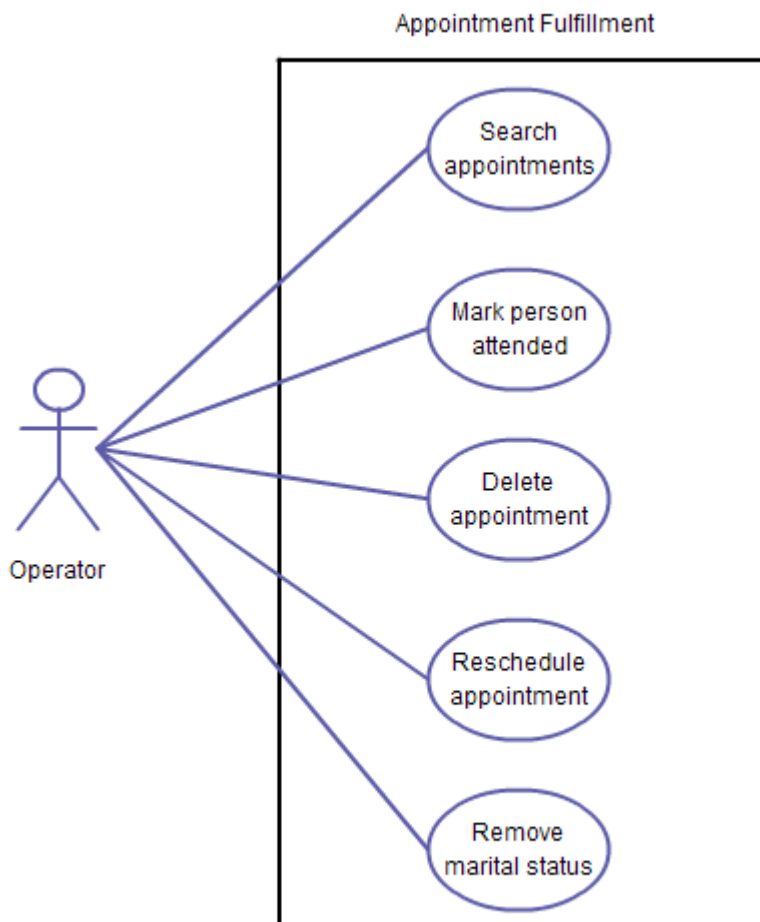 Appointment Fulfillment
Search
appointments
Mark person
attended
Delete
appointment
Operator
Reschedule
appointment
Remove
marital status